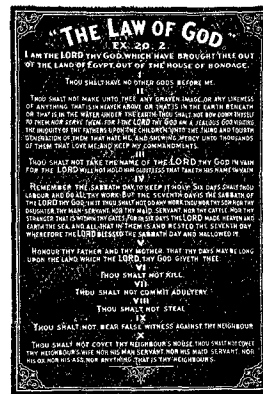 "THE LAW OF GOD"
EX. 20. 2.
I AM THE LORD THY GOD, WHICH HAVE BROUGHT THEE OUT
OF THE LAND OF EGYPT, OUT OF THE HOUSE OF BONDAGE.
I
THOU SHALT HAVE NO OTHER GODS BEFORE ME.
II
THOU SHALT NOT MAKE UNTO THEE ANY GRAVEN IMAGE, OR ANY LIKENESS
OF ANYTHING THAT IS IN HEAVEN ABOVE OR THAT IS IN THE EARTH BENEATH
OR THAT IS IN THE WATER UNDER THE EARTH. THOU SHALT NOT BOW DOWN THYSELF
TO THEM NOR SERVE THEM: FOR I THE LORD THY GOD AM A JEALOUS GOD VISITING
THE INIQUITY OF THE FATHERS UPON THE CHILDREN UNTO THE THIRD AND FOURTH
GENERATION OF THEM THAT HATE ME; AND SHEWING MERCY UNTO THOUSANDS
OF THEM THAT LOVE ME AND KEEP MY COMMANDMENTS.
III
THOU SHALT NOT TAKE THE NAME OF THE LORD THY GOD IN VAIN
FOR THE LORD WILL NOT HOLD HIM GUILTLESS THAT TAKETH HIS NAME IN VAIN
IV
REMEMBER THE SABBATH DAY, TO KEEP IT HOLY. SIX DAYS SHALT THOU
LABOUR AND DO ALL THY WORK: BUT THE SEVENTH DAY IS THE SABBATH OF
THE LORD THY GOD: IN IT THOU SHALT NOT DO ANY WORK THOU NOR THY SON NOR THY
DAUGHTER, THY MAN-SERVANT, NOR THY MAID SERVANT, NOR THY CATTLE, NOR THY
STRANGER THAT IS WITHIN THY GATES, FOR IN SIX DAYS THE LORD MADE HEAVEN AND
EARTH THE SEA, AND ALL THAT IN THEM IS AND RESTED THE SEVENTH DAY
WHEREFORE THE LORD BLESSED THE SABBATH DAY AND HALLOWED IT.
V
HONOUR THY FATHER AND THY MOTHER THAT THY DAYS MAY BE LONG
UPON THE LAND WHICH THE LORD THY GOD GIVETH THEE.
VI
THOU SHALT NOT KILL.
VII
THOU SHALT NOT COMMIT ADULTERY.
VIII
THOU SHALT NOT STEAL
IX
THOU SHALT NOT BEAR FALSE WITNESS AGAINST THY NEIGHBOUR
X
THOU SHALT NOT COVET THY NEIGHBOUR'S HOUSE, THOU SHALT NOT COVET
THY NEIGHBOUR'S WIFE NOR HIS MAN SERVANT, NOR HIS MAID SERVANT, NOR
HIS OX NOR HIS ASS, NOR ANYTHING THAT IS THY NEIGHBOUR'S.